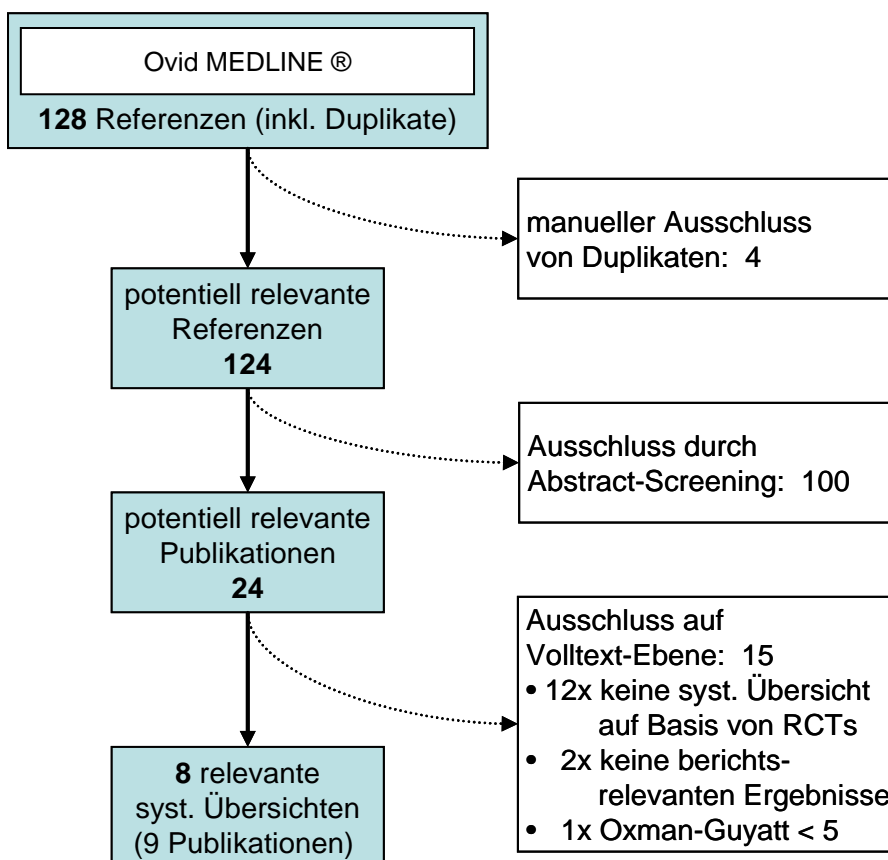 Ovid MEDLINE ®
128 Referenzen (inkl. Duplikate)
manueller Ausschluss
von Duplikaten: 4
potentiell relevante
Referenzen
124
Ausschluss durch
Abstract-Screening: 100
potentiell relevante
Publikationen
24
Ausschluss auf
Volltext-Ebene: 15
• 12x keine syst. Übersicht
auf Basis von RCTs
• 2x keine berichts-
relevanten Ergebnisse
• 1x Oxman-Guyatt < 5
8 relevante
syst. Übersichten
(9 Publikationen)